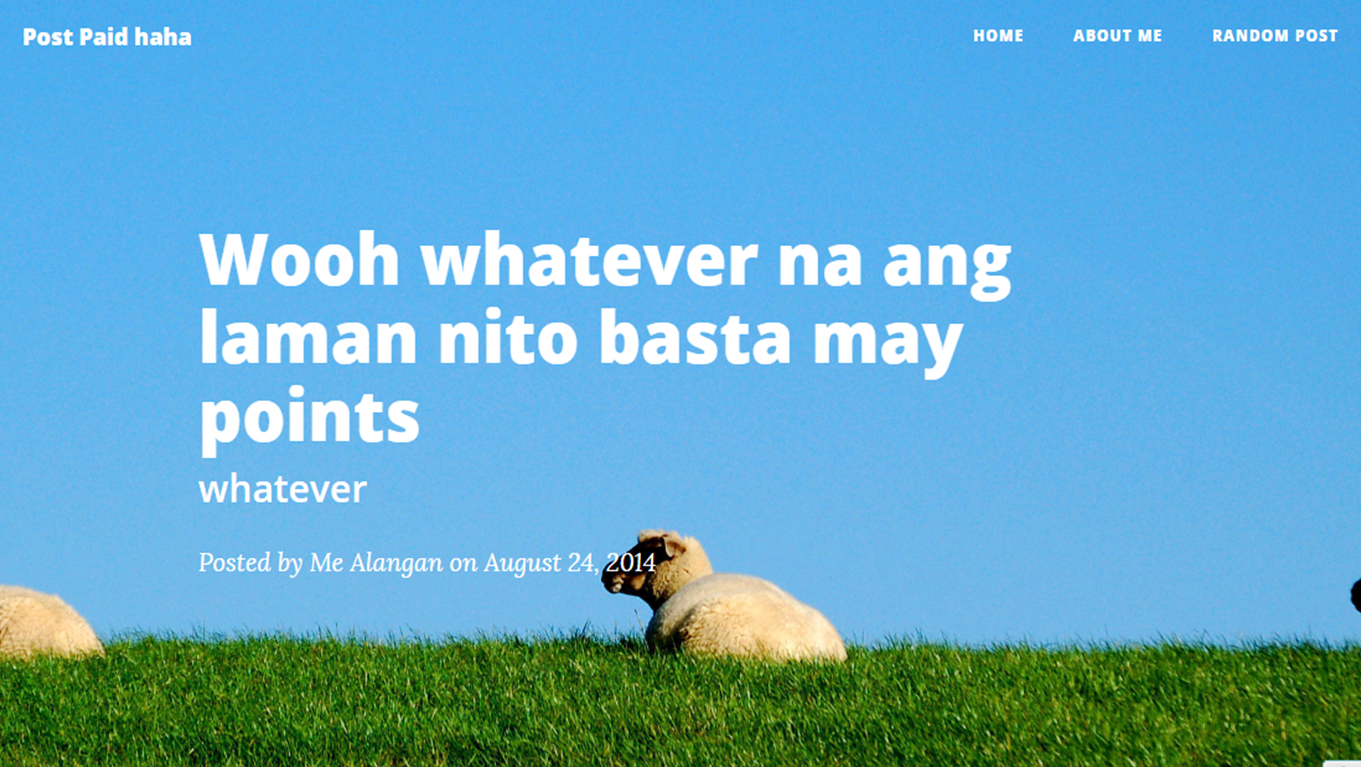 Post Paid haha
HOME ABOUT ME RANDOM POST
Wooh whatever na ang
laman nito basta may
points
whatever
Posted by Me Alangan on August 24, 2014